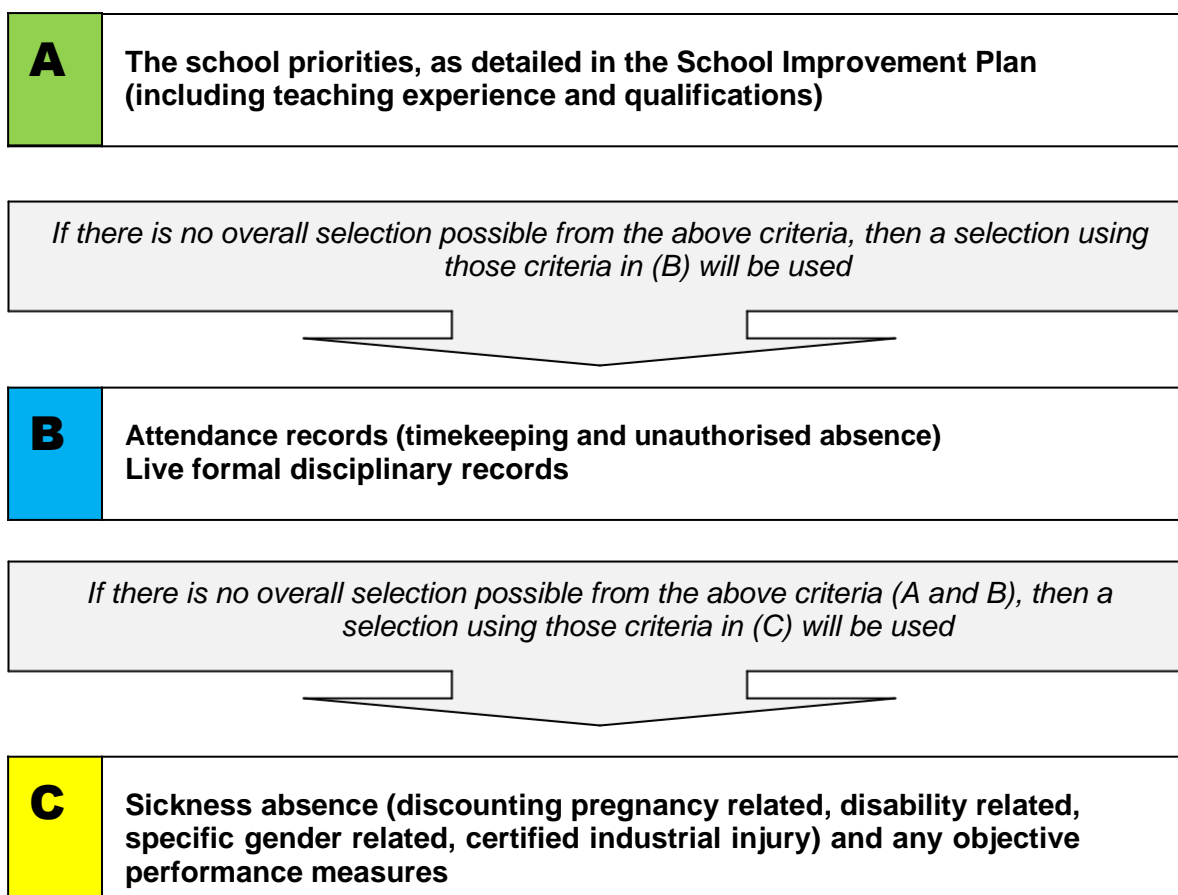 A
The school priorities, as detailed in the School Improvement Plan
(including teaching experience and qualifications)
If there is no overall selection possible from the above criteria, then a selection using
those criteria in (B) will be used
B
Attendance records (timekeeping and unauthorised absence)
Live formal disciplinary records
If there is no overall selection possible from the above criteria (A and B), then a
selection using those criteria in (C) will be used
C
Sickness absence (discounting pregnancy related, disability related,
specific gender related, certified industrial injury) and any objective
performance measures